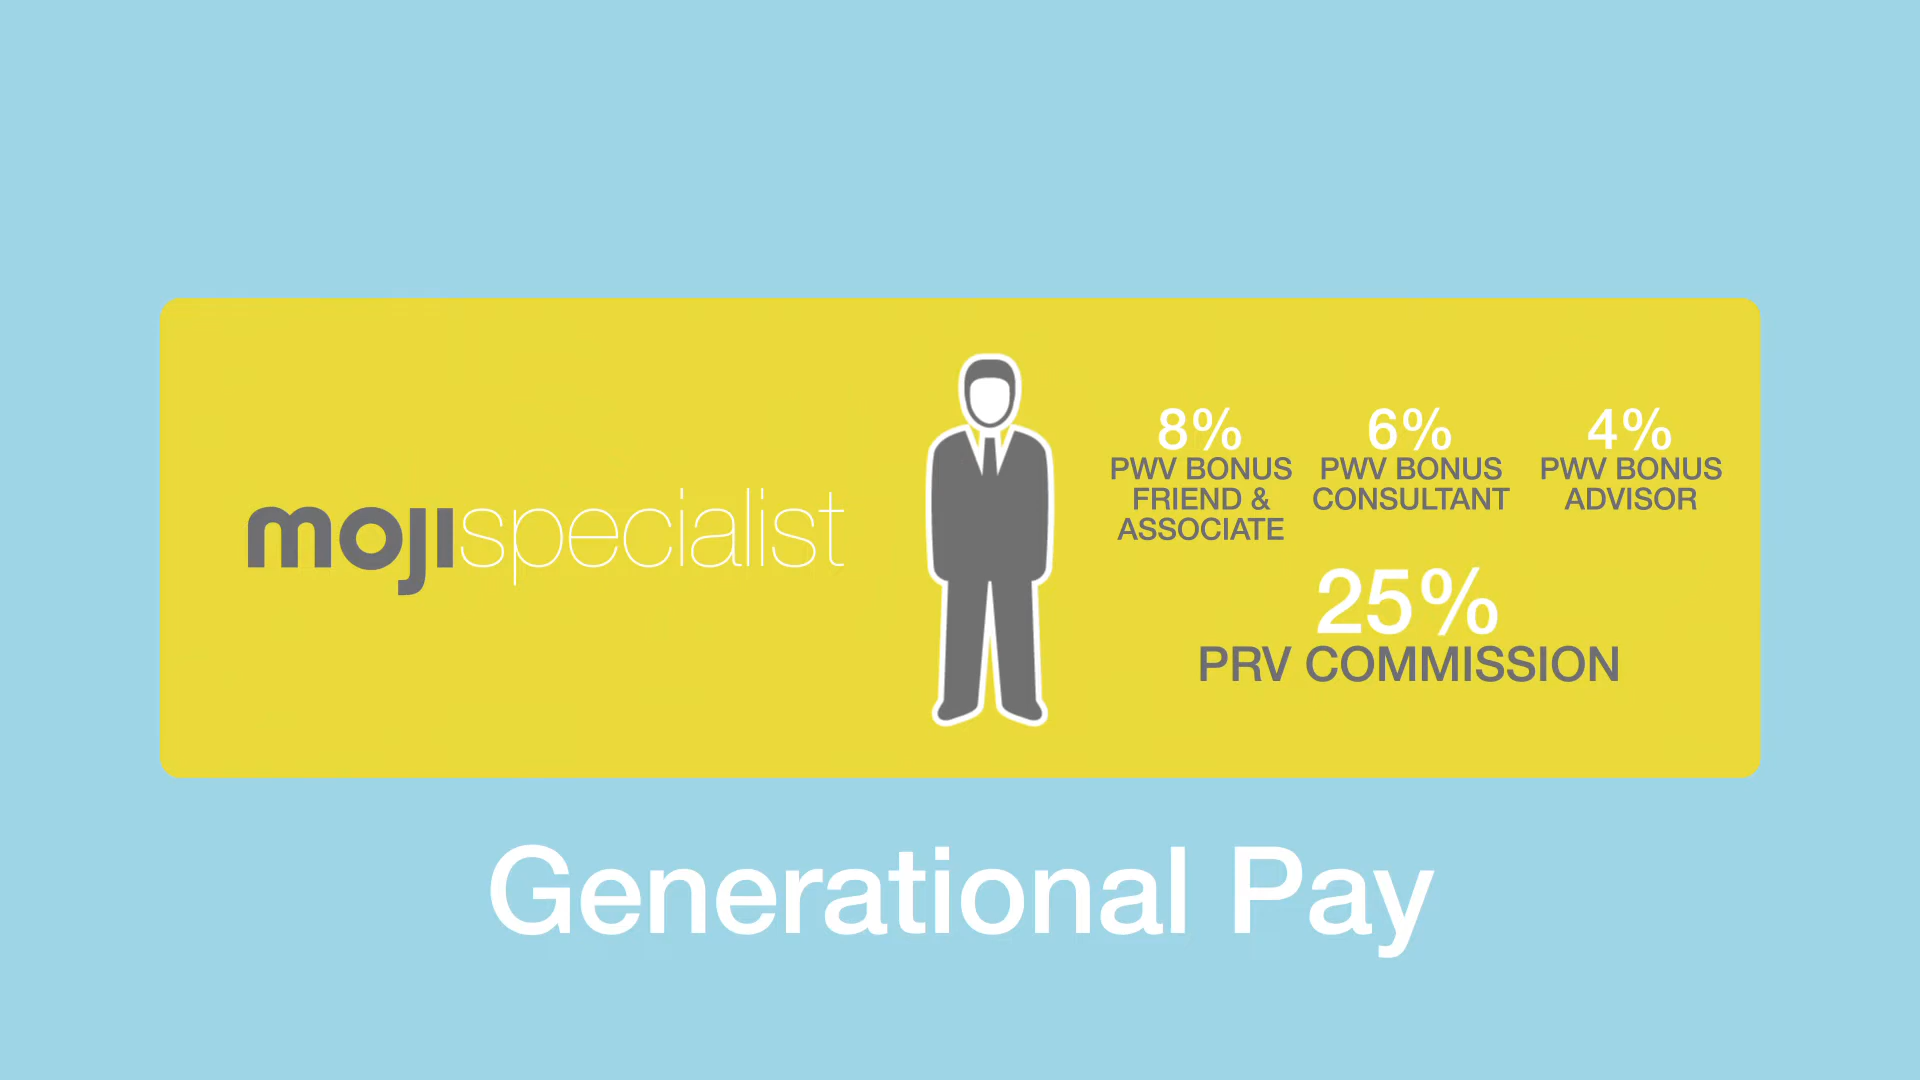 mojispecialist
8%
PWV BONUS
FRIEND &
ASSOCIATE
6%
PWV BONUS
CONSULTANT
4%
PWV BONUS
ADVISOR
25%
PRV COMMISSION
Generational Pay